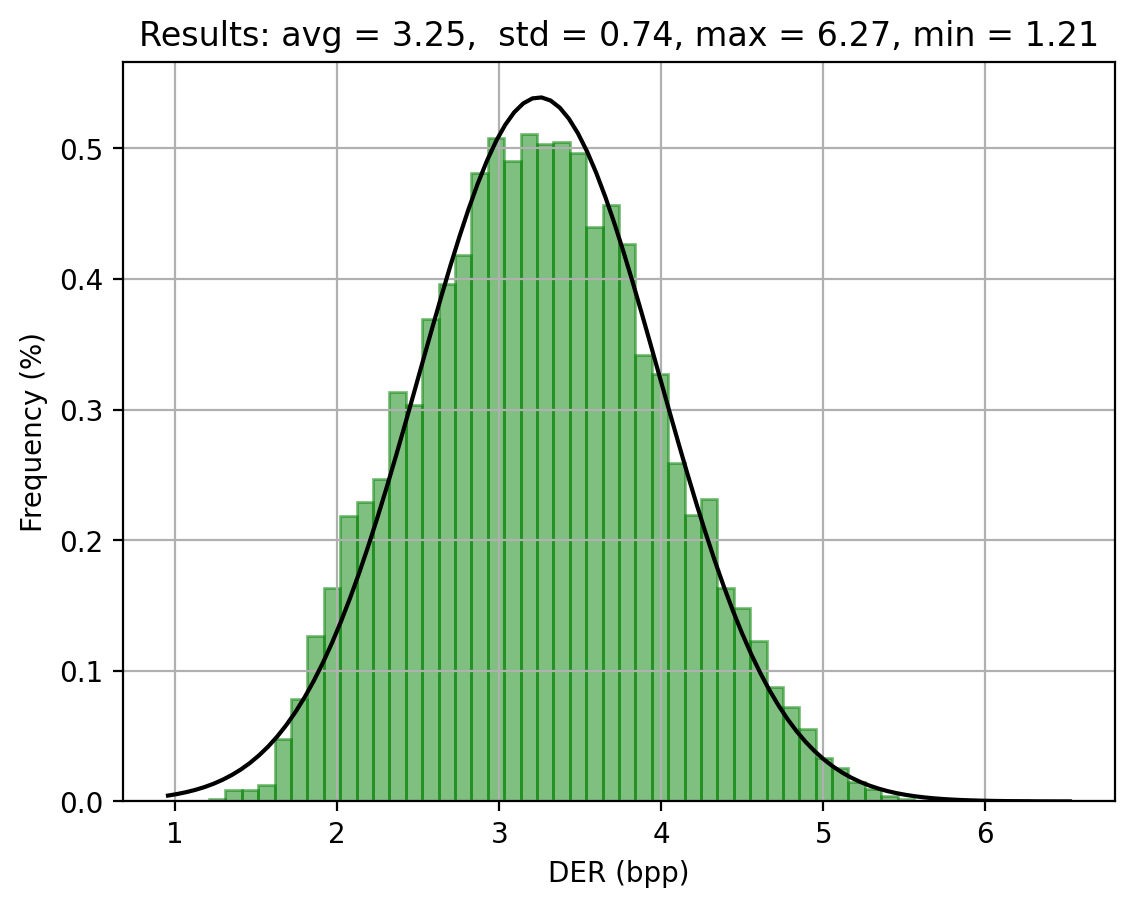 Results: avg = 3.25,  std = 0.74, max = 6.27, min = 1.21
Frequency (%)
0.5
0.4
0.3
0.2
0.1
0.0
1 2 3 4 5 6
DER (bpp)